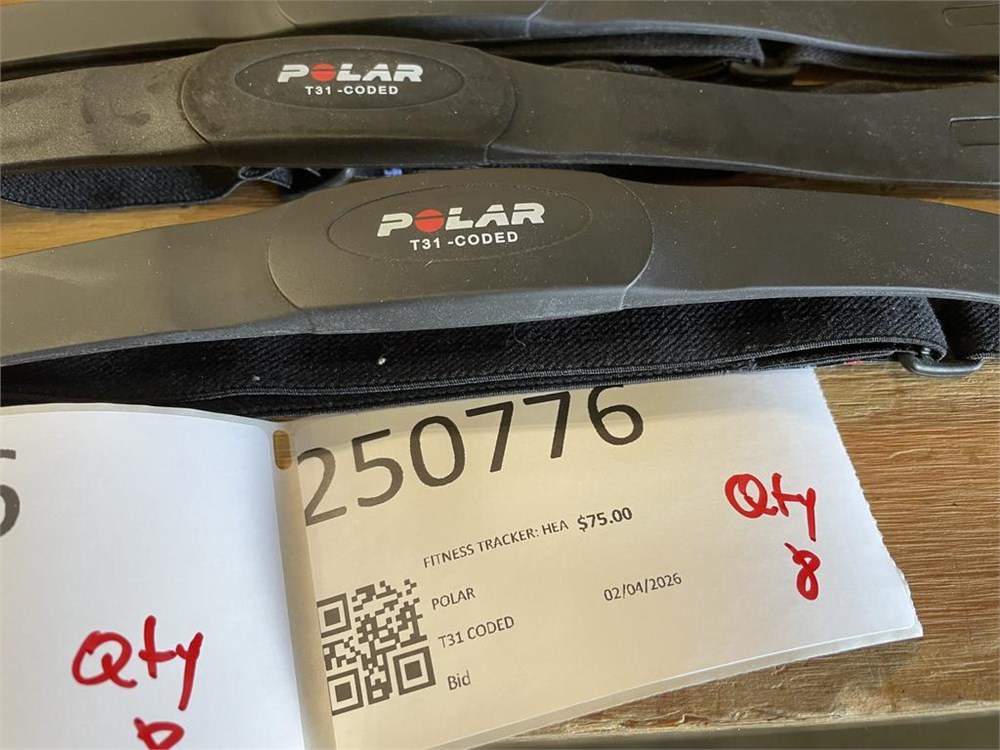 POLAR
T31-CODED
POLAR
T31-CODED
250776
FITNESS TRACKER: HEA $75.00
POLAR 02/04/2026
T31 CODED
Bid
Qty
8
Qty